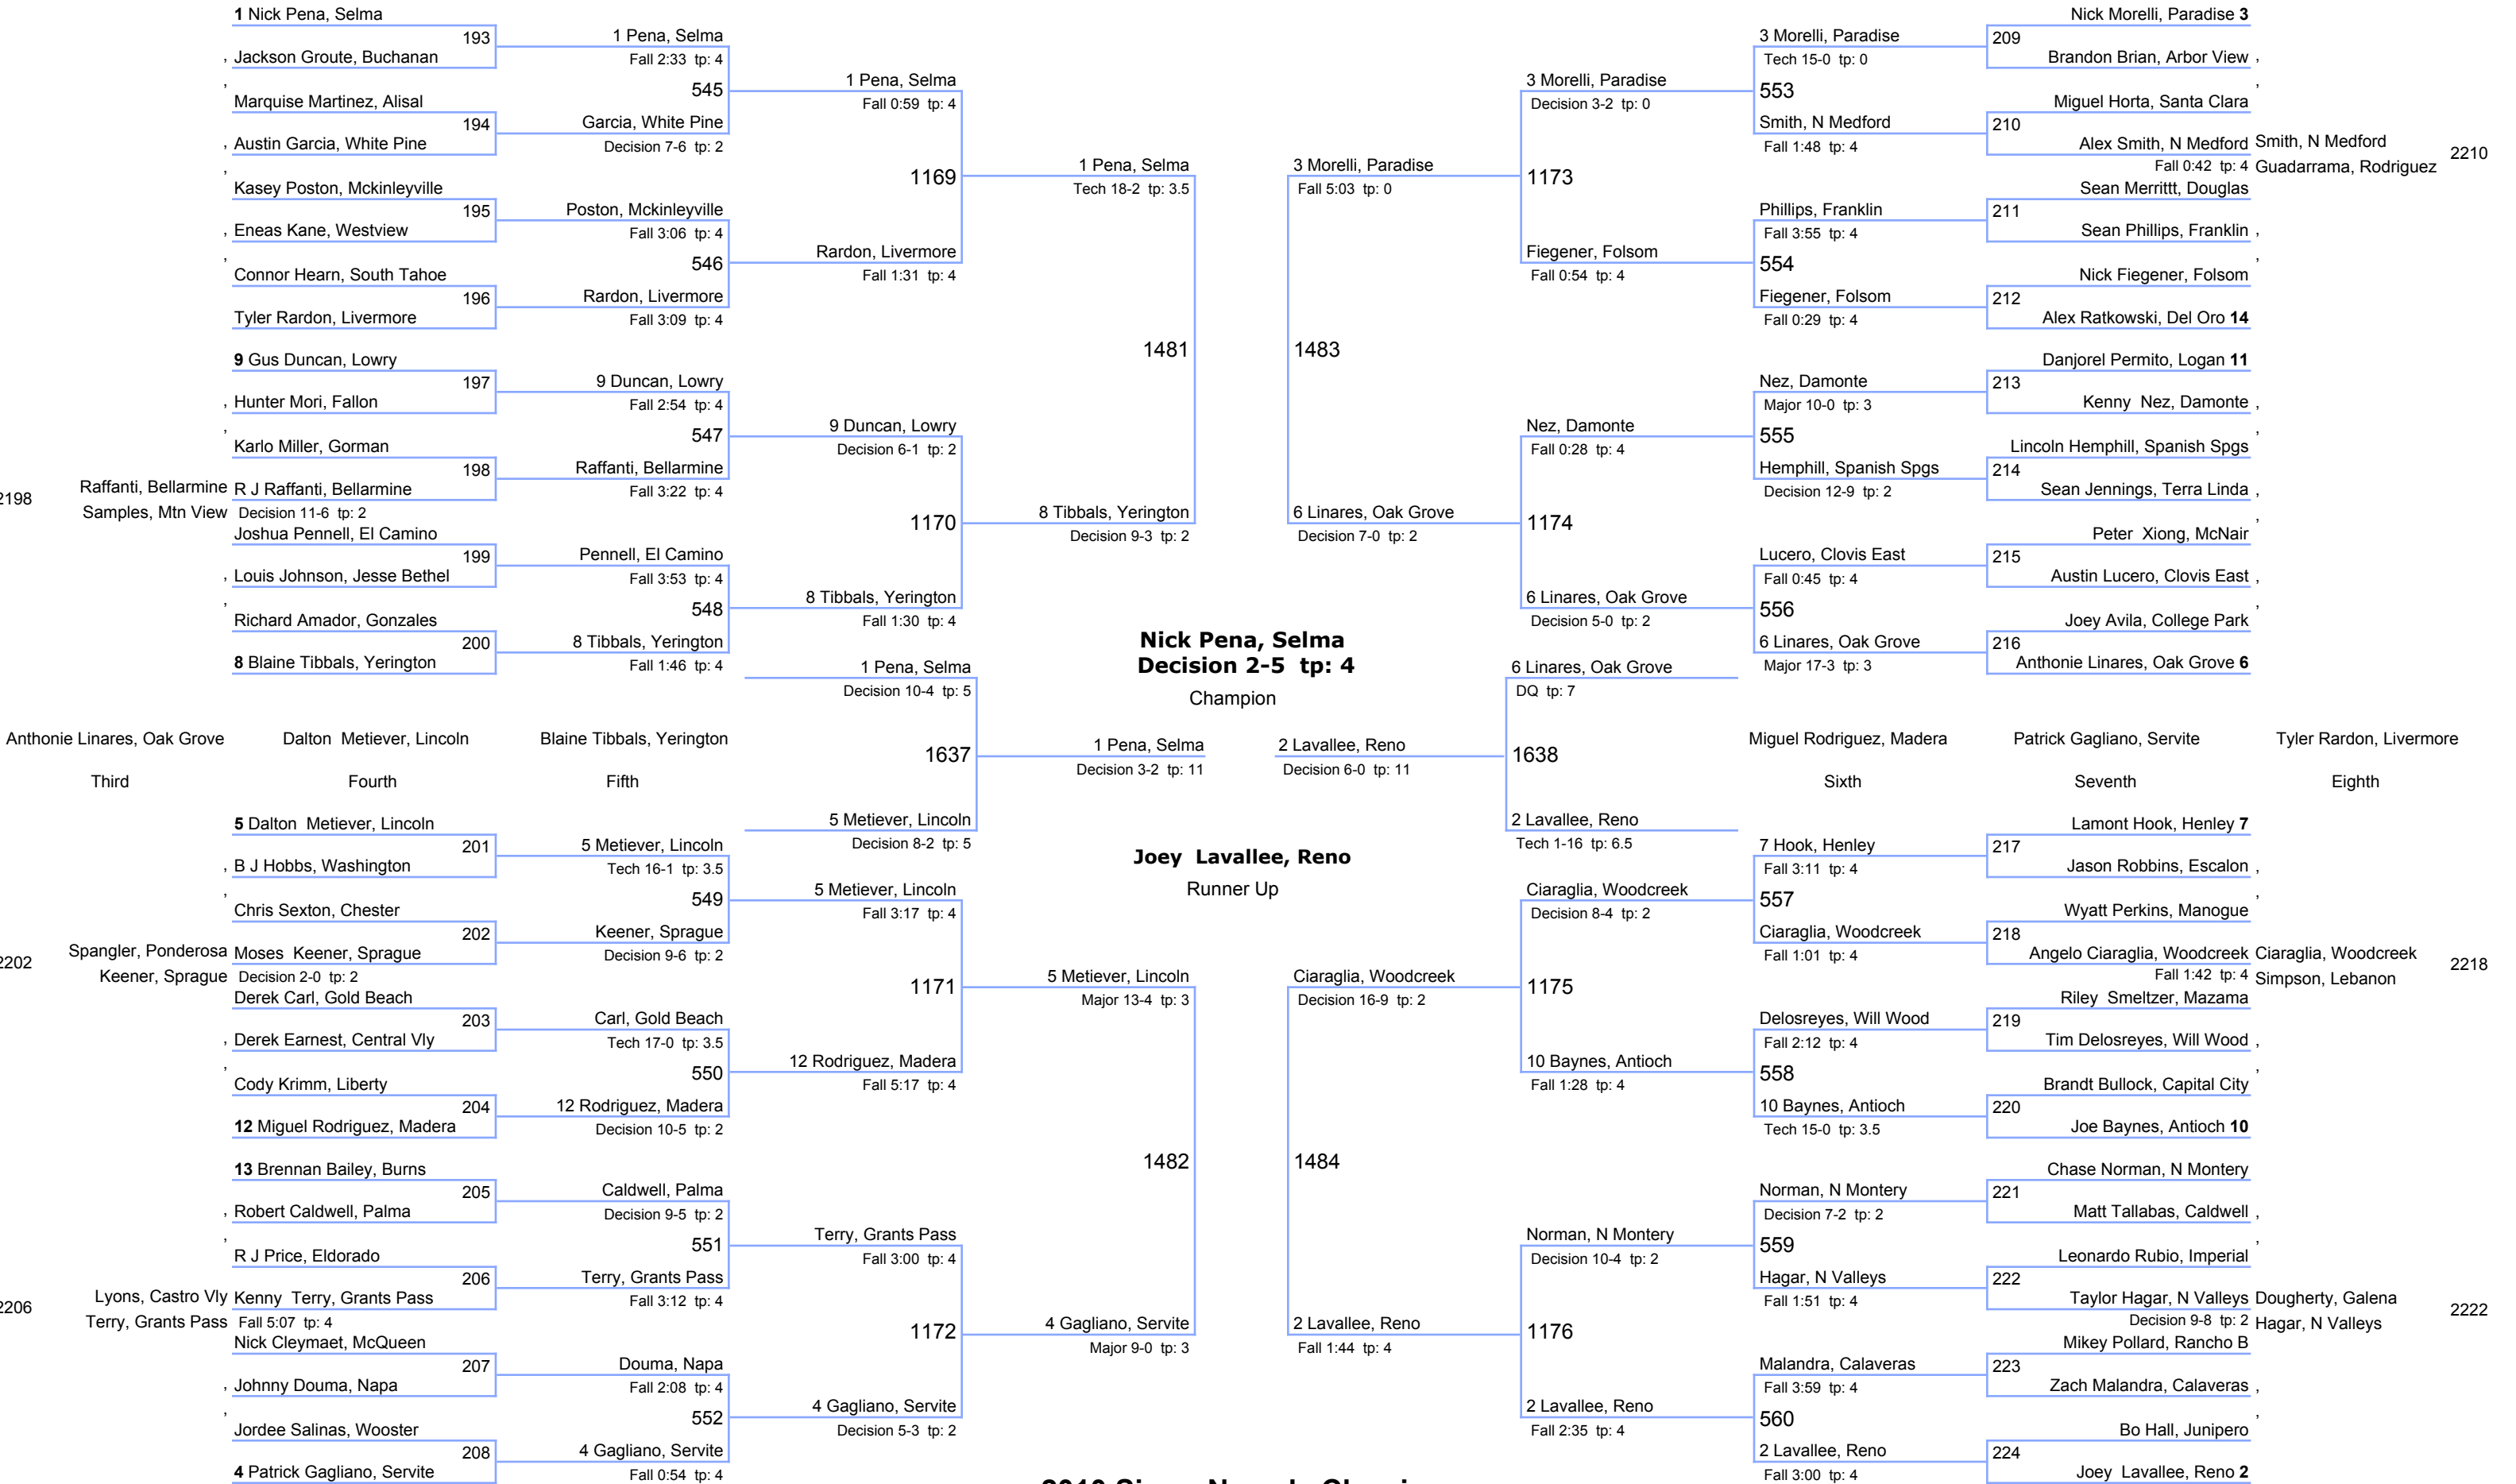 1 Nick Pena, Selma
193
, Jackson Groute, Buchanan
,
Marquise Martinez, Alisal
194
, Austin Garcia, White Pine
,
Kasey Poston, Mckinleyville
195
, Eneas Kane, Westview
,
Connor Hearn, South Tahoe
196
Tyler Rardon, Livermore
9 Gus Duncan, Lowry
197
, Hunter Mori, Fallon
,
Karlo Miller, Gorman
198
Raffanti, Bellarmine R J Raffanti, Bellarmine
2198
Samples, Mtn View Decision 11-6 tp: 2
Joshua Pennell, El Camino
199
, Louis Johnson, Jesse Bethel
,
Richard Amador, Gonzales
200
8 Blaine Tibbals, Yerington
1 Pena, Selma
Fall 2:33 tp: 4
545
Garcia, White Pine
Decision 7-6 tp: 2
Poston, Mckinleyville
Fall 3:06 tp: 4
546
Rardon, Livermore
Fall 3:09 tp: 4
9 Duncan, Lowry
Fall 2:54 tp: 4
547
Raffanti, Bellarmine
Fall 3:22 tp: 4
Pennell, El Camino
Fall 3:53 tp: 4
548
8 Tibbals, Yerington
Fall 1:46 tp: 4
1 Pena, Selma
Fall 0:59 tp: 4
1169
Rardon, Livermore
Fall 1:31 tp: 4
9 Duncan, Lowry
Decision 6-1 tp: 2
1170
8 Tibbals, Yerington
Fall 1:30 tp: 4
1 Pena, Selma
Tech 18-2 tp: 3.5
1481
8 Tibbals, Yerington
Decision 9-3 tp: 2
3 Morelli, Paradise
Fall 5:03 tp: 0
1483
6 Linares, Oak Grove
Decision 7-0 tp: 2
3 Morelli, Paradise
Decision 3-2 tp: 0
1173
Fiegener, Folsom
Fall 0:54 tp: 4
Nez, Damonte
Fall 0:28 tp: 4
1174
6 Linares, Oak Grove
Decision 5-0 tp: 2
3 Morelli, Paradise
Tech 15-0 tp: 0
553
Smith, N Medford
Fall 1:48 tp: 4
Phillips, Franklin
Fall 3:55 tp: 4
554
Fiegener, Folsom
Fall 0:29 tp: 4
Nez, Damonte
Major 10-0 tp: 3
555
Hemphill, Spanish Spgs
Decision 12-9 tp: 2
Lucero, Clovis East
Fall 0:45 tp: 4
556
6 Linares, Oak Grove
Major 17-3 tp: 3
Nick Morelli, Paradise 3
209
Brandon Brian, Arbor View ,
,
Miguel Horta, Santa Clara
210
Alex Smith, N Medford Smith, N Medford
2210
Fall 0:42 tp: 4 Guadarrama, Rodriguez
Sean Merrittt, Douglas
211
Sean Phillips, Franklin ,
,
Nick Fiegener, Folsom
212
Alex Ratkowski, Del Oro 14
Danjorel Permito, Logan 11
213
Kenny Nez, Damonte ,
,
Lincoln Hemphill, Spanish Spgs
214
Sean Jennings, Terra Linda ,
,
Peter Xiong, McNair
215
Austin Lucero, Clovis East ,
,
Joey Avila, College Park
216
Anthonie Linares, Oak Grove 6
Nick Pena, Selma
Decision 2-5 tp: 4
Champion
1 Pena, Selma
Decision 10-4 tp: 5
1637
5 Metiever, Lincoln
Decision 8-2 tp: 5
1 Pena, Selma
Decision 3-2 tp: 11
2 Lavallee, Reno
Decision 6-0 tp: 11
6 Linares, Oak Grove
DQ tp: 7
1638
2 Lavallee, Reno
Tech 1-16 tp: 6.5
Joey Lavallee, Reno
Runner Up
Anthonie Linares, Oak Grove
Third
Dalton Metiever, Lincoln
Fourth
Blaine Tibbals, Yerington
Fifth
Miguel Rodriguez, Madera
Sixth
Patrick Gagliano, Servite
Seventh
Tyler Rardon, Livermore
Eighth
5 Dalton Metiever, Lincoln
201
, B J Hobbs, Washington
,
Chris Sexton, Chester
202
Spangler, Ponderosa Moses Keener, Sprague
2202
Keener, Sprague Decision 2-0 tp: 2
Derek Carl, Gold Beach
203
, Derek Earnest, Central Vly
,
Cody Krimm, Liberty
204
12 Miguel Rodriguez, Madera
13 Brennan Bailey, Burns
205
, Robert Caldwell, Palma
,
R J Price, Eldorado
206
Lyons, Castro Vly Kenny Terry, Grants Pass
2206
Terry, Grants Pass Fall 5:07 tp: 4
Nick Cleymaet, McQueen
207
, Johnny Douma, Napa
,
Jordee Salinas, Wooster
208
4 Patrick Gagliano, Servite
5 Metiever, Lincoln
Tech 16-1 tp: 3.5
549
Keener, Sprague
Decision 9-6 tp: 2
Carl, Gold Beach
Tech 17-0 tp: 3.5
550
12 Rodriguez, Madera
Decision 10-5 tp: 2
Caldwell, Palma
Decision 9-5 tp: 2
551
Terry, Grants Pass
Fall 3:12 tp: 4
Douma, Napa
Fall 2:08 tp: 4
552
4 Gagliano, Servite
Fall 0:54 tp: 4
5 Metiever, Lincoln
Fall 3:17 tp: 4
1171
12 Rodriguez, Madera
Fall 5:17 tp: 4
Terry, Grants Pass
Fall 3:00 tp: 4
1172
4 Gagliano, Servite
Decision 5-3 tp: 2
5 Metiever, Lincoln
Major 13-4 tp: 3
1482
4 Gagliano, Servite
Major 9-0 tp: 3
Ciaraglia, Woodcreek
Decision 16-9 tp: 2
1484
2 Lavallee, Reno
Fall 1:44 tp: 4
Ciaraglia, Woodcreek
Decision 8-4 tp: 2
1175
10 Baynes, Antioch
Fall 1:28 tp: 4
Norman, N Montery
Decision 10-4 tp: 2
1176
2 Lavallee, Reno
Fall 2:35 tp: 4
7 Hook, Henley
Fall 3:11 tp: 4
557
Ciaraglia, Woodcreek
Fall 1:01 tp: 4
Delosreyes, Will Wood
Fall 2:12 tp: 4
558
10 Baynes, Antioch
Tech 15-0 tp: 3.5
Norman, N Montery
Decision 7-2 tp: 2
559
Hagar, N Valleys
Fall 1:51 tp: 4
Malandra, Calaveras
Fall 3:59 tp: 4
560
2 Lavallee, Reno
Fall 3:00 tp: 4
Lamont Hook, Henley 7
217
Jason Robbins, Escalon ,
,
Wyatt Perkins, Manogue
218
Angelo Ciaraglia, Woodcreek Ciaraglia, Woodcreek
2218
Fall 1:42 tp: 4 Simpson, Lebanon
Riley Smeltzer, Mazama
219
Tim Delosreyes, Will Wood ,
,
Brandt Bullock, Capital City
220
Joe Baynes, Antioch 10
Chase Norman, N Montery
221
Matt Tallabas, Caldwell ,
,
Leonardo Rubio, Imperial
222
Taylor Hagar, N Valleys Dougherty, Galena
2222
Decision 9-8 tp: 2 Hagar, N Valleys
Mikey Pollard, Rancho B
223
Zach Malandra, Calaveras ,
,
Bo Hall, Junipero
224
Joey Lavallee, Reno 2